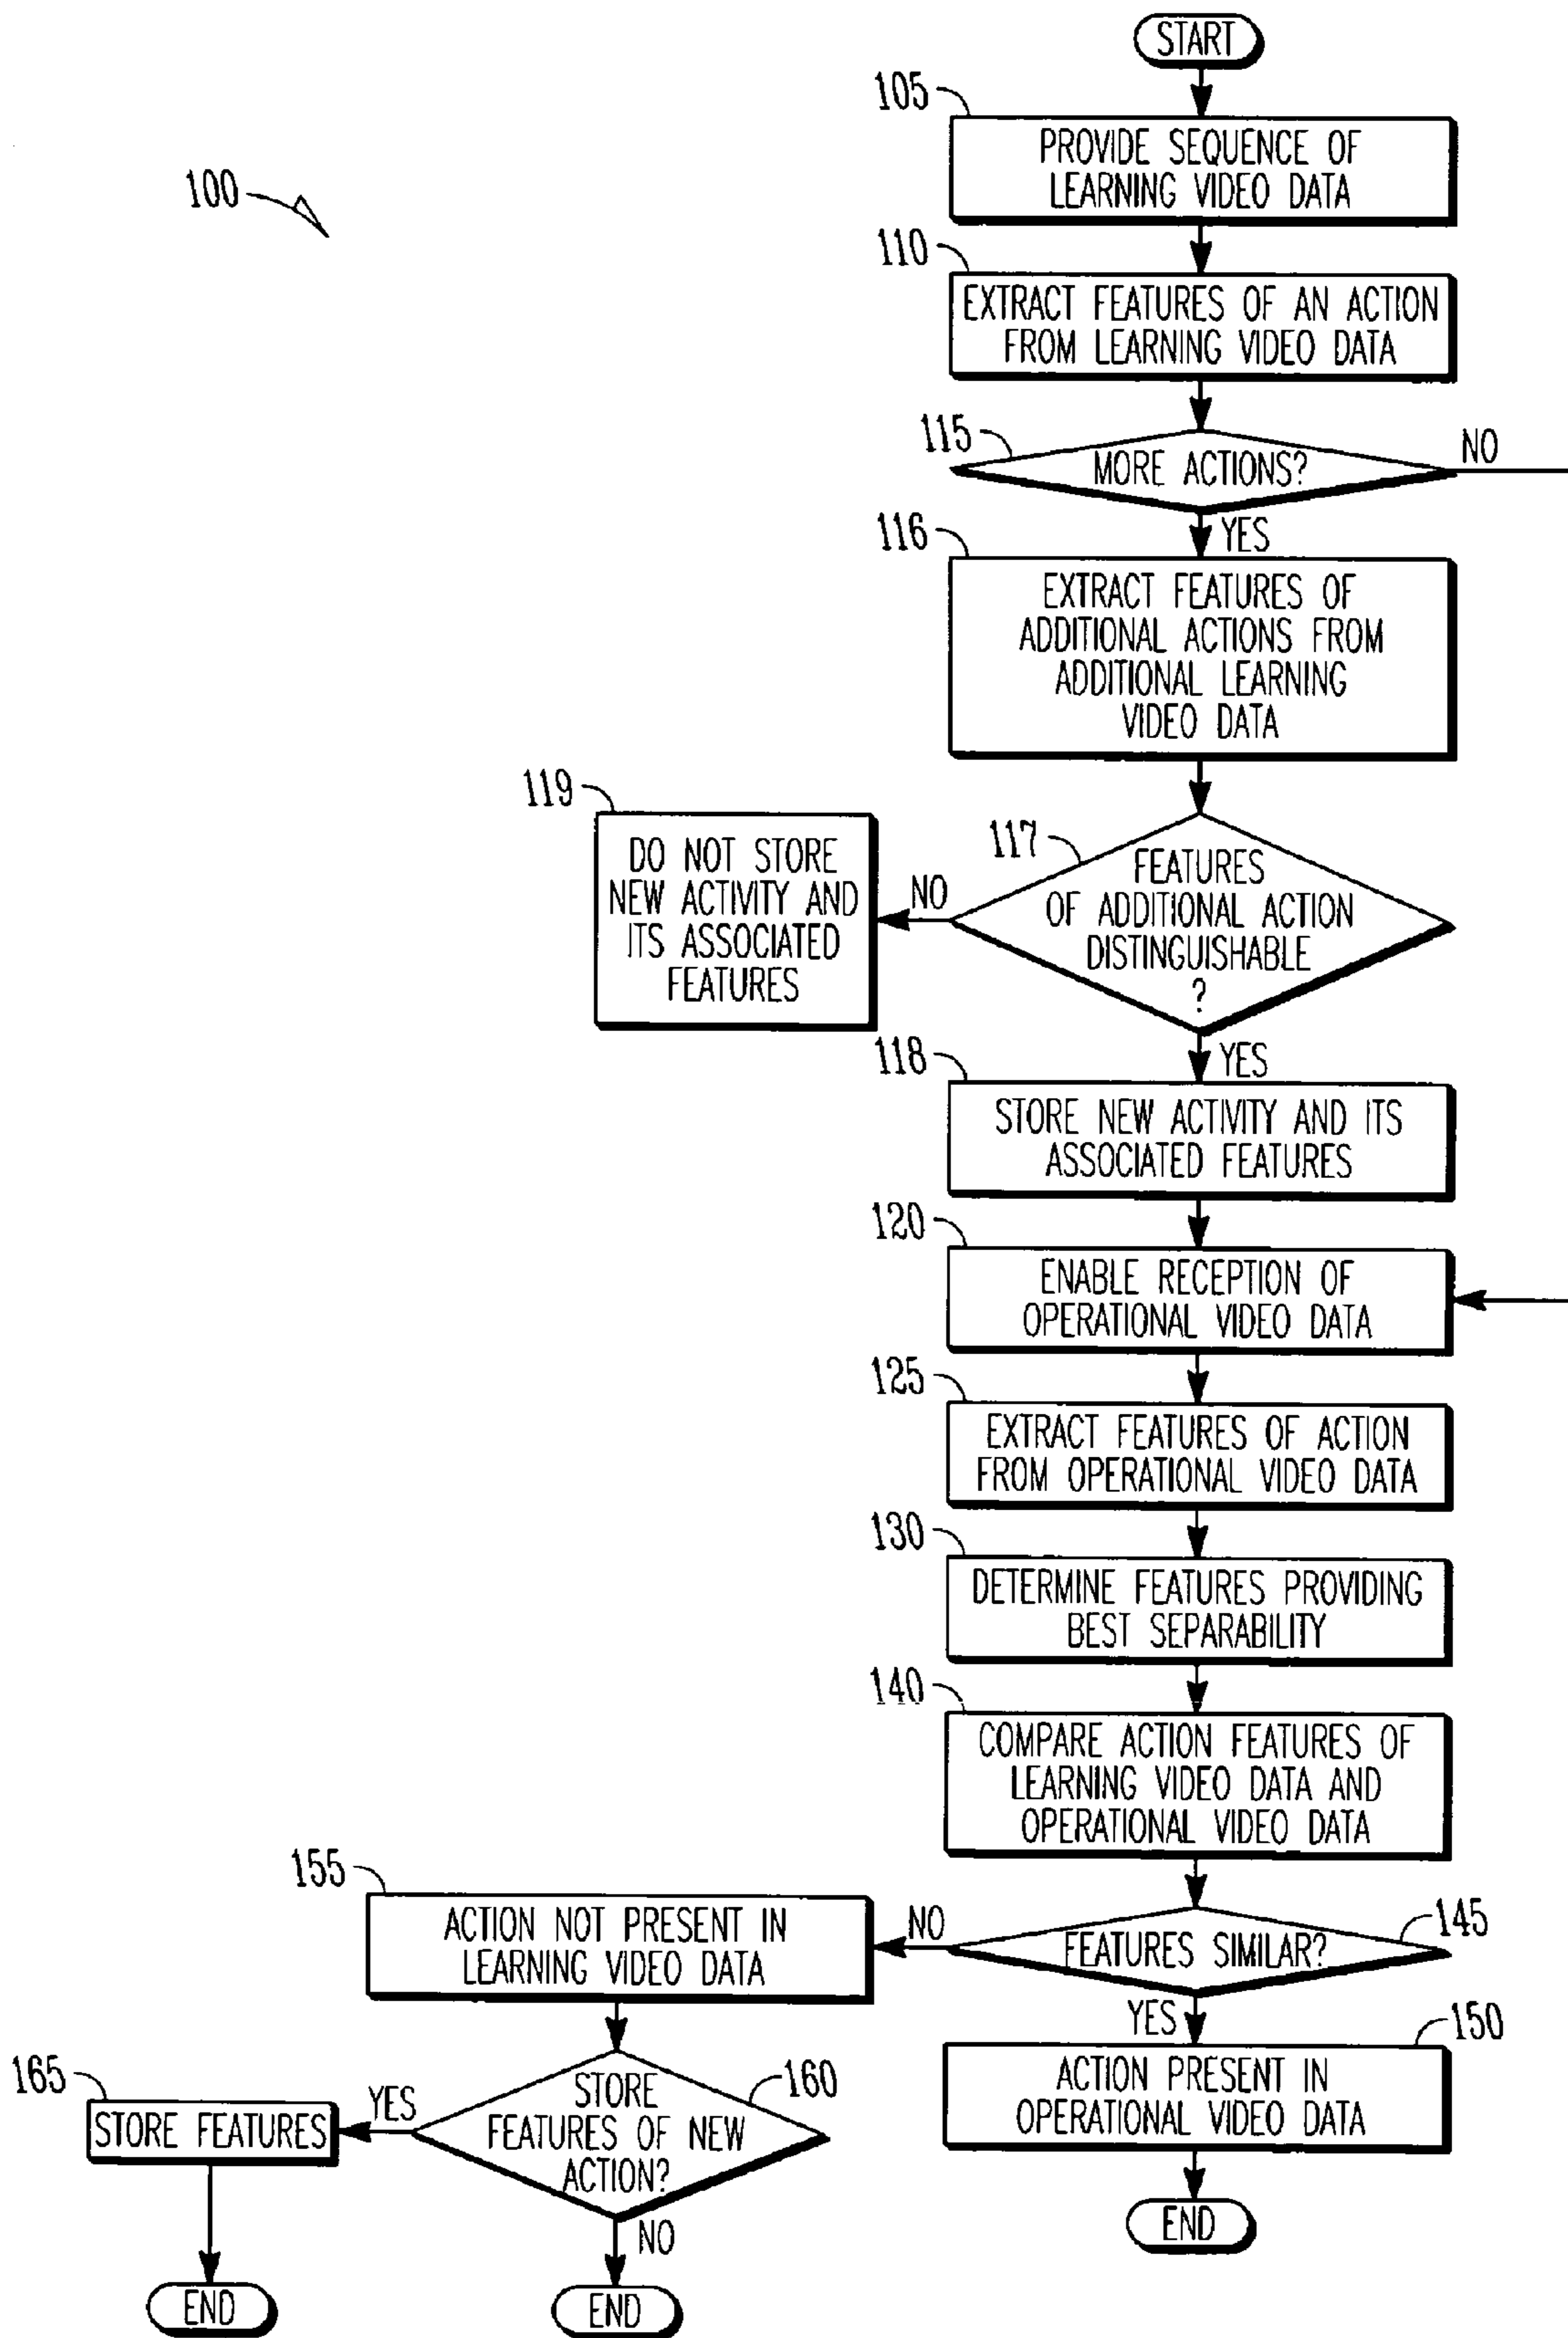 START
105
PROVIDE SEQUENCE OF
LEARNING VIDEO DATA
100
110
EXTRACT FEATURES OF AN ACTION
FROM LEARNING VIDEO DATA
115
MORE ACTIONS?
NO
YES
116
EXTRACT FEATURES OF
ADDITIONAL ACTIONS FROM
ADDITIONAL LEARNING
VIDEO DATA
117
FEATURES
OF ADDITIONAL ACTION
DISTINGUISHABLE
?
NO
119
DO NOT STORE
NEW ACTIVITY AND
ITS ASSOCIATED
FEATURES
YES
118
STORE NEW ACTIVITY AND ITS
ASSOCIATED FEATURES
120
ENABLE RECEPTION OF
OPERATIONAL VIDEO DATA
125
EXTRACT FEATURES OF ACTION
FROM OPERATIONAL VIDEO DATA
130
DETERMINE FEATURES PROVIDING
BEST SEPARABILITY
140
COMPARE ACTION FEATURES OF
LEARNING VIDEO DATA AND
OPERATIONAL VIDEO DATA
145
FEATURES SIMILAR?
NO
155
ACTION NOT PRESENT IN
LEARNING VIDEO DATA
YES
150
ACTION PRESENT IN
OPERATIONAL VIDEO DATA
END
160
STORE
FEATURES OF NEW
ACTION?
YES
165
STORE FEATURES
NO
END
END